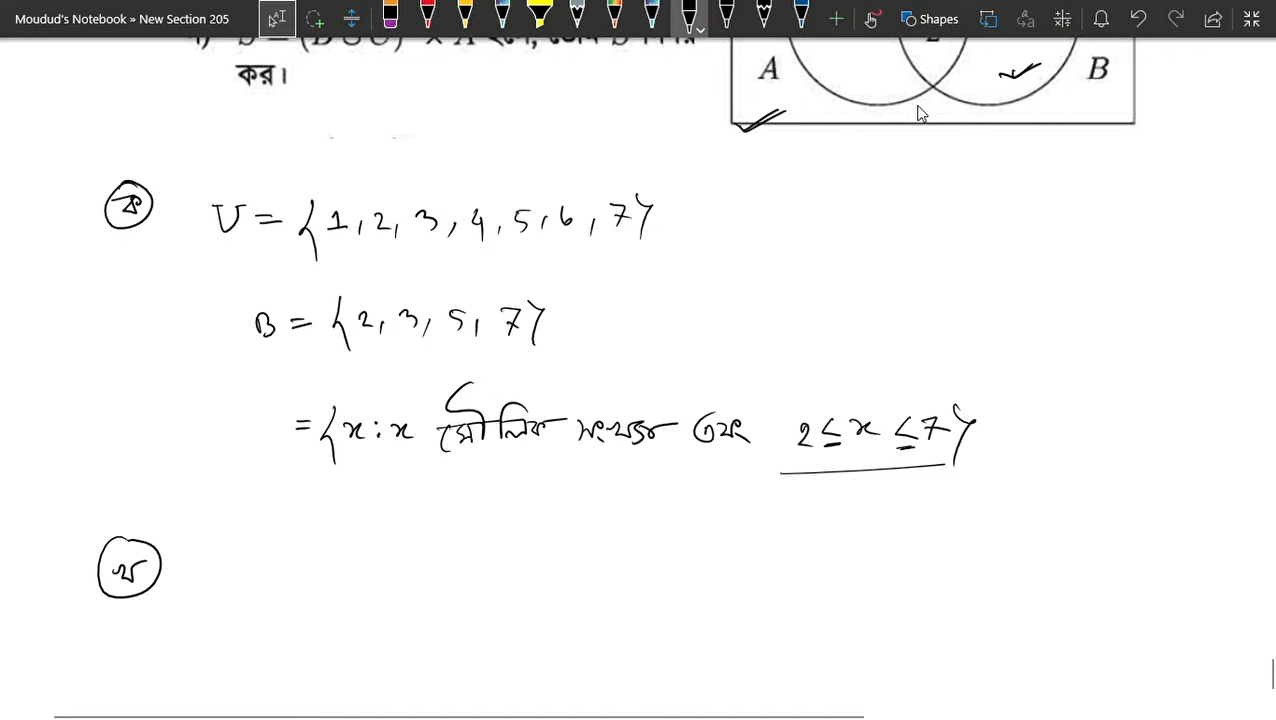 Moudud's Notebook » New Section 205
Shapes
কর।
A
B
ক
U = {1, 2, 3, 4, 5, 6, 7}
B = {2, 3, 5, 7}
= {x : x মৌলিক সংখ্যা এবং 2 ≤ x ≤ 7}
খ